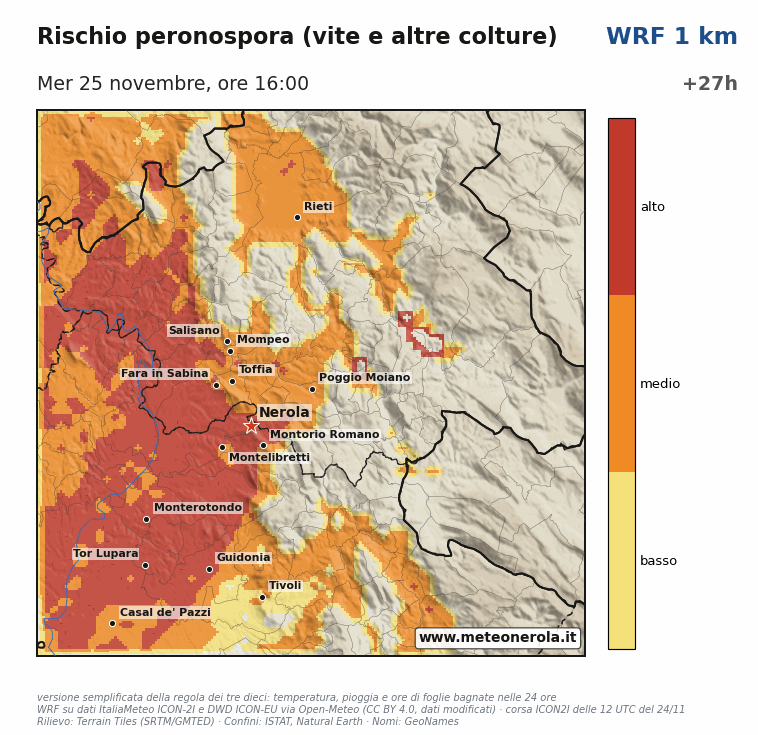 Rischio peronospora (vite e altre colture)
WRF 1 km
Mer 25 novembre, ore 16:00
+27h
alto
Rieti
Salisano
Mompeo
medio
Fara in Sabina
Toffia
Poggio Moiano
Nerola
Montorio Romano
Montelibretti
Monterotondo
Tor Lupara
Guidonia
basso
Tivoli
Casal de' Pazzi
www.meteonerola.it
versione semplificata della regola dei tre dieci: temperatura, pioggia e ore di foglie bagnate nelle 24 ore
WRF su dati ItaliaMeteo ICON-2I e DWD ICON-EU via Open-Meteo (CC BY 4.0, dati modificati) · corsa ICON2I delle 12 UTC del 24/11
Rilievo: Terrain Tiles (SRTM/GMTED) · Confini: ISTAT, Natural Earth · Nomi: GeoNames